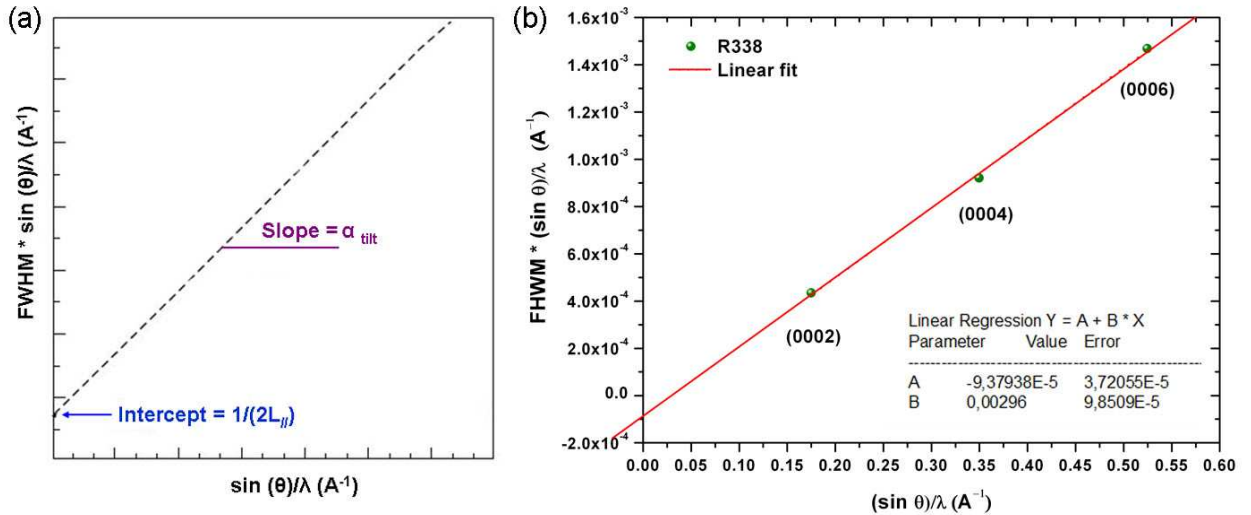 (a)
FWHM * sin (θ)/λ (A⁻¹)
Slope = α tilt
Intercept = 1/(2L//)
sin (θ)/λ (A⁻¹)
(b)
FHWM * (sin θ)/λ (A⁻¹)
1.6x10⁻³
1.4x10⁻³
1.2x10⁻³
1.0x10⁻³
8.0x10⁻⁴
6.0x10⁻⁴
4.0x10⁻⁴
2.0x10⁻⁴
0.0
-2.0x10⁻⁴
R338
Linear fit
(0006)
(0004)
(0002)
Linear Regression Y = A + B * X
Parameter Value Error
A -9,37938E-5 3,72055E-5
B 0,00296 9,8509E-5
0.00 0.05 0.10 0.15 0.20 0.25 0.30 0.35 0.40 0.45 0.50 0.55 0.60
(sin θ)/λ (A⁻¹)